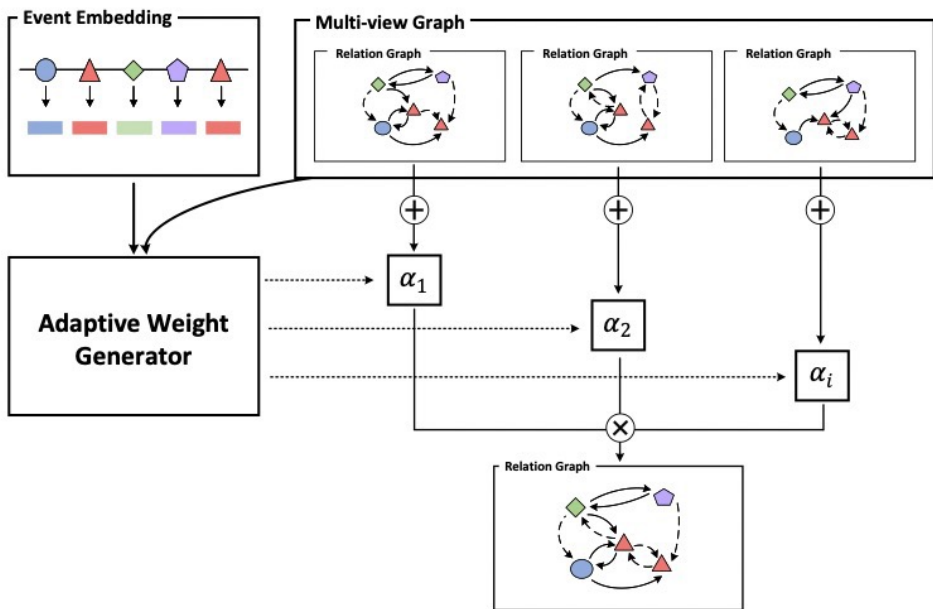 Event Embedding
Multi-view Graph
Relation Graph
Relation Graph
Relation Graph
Adaptive Weight
Generator
α1
α2
αi
Relation Graph